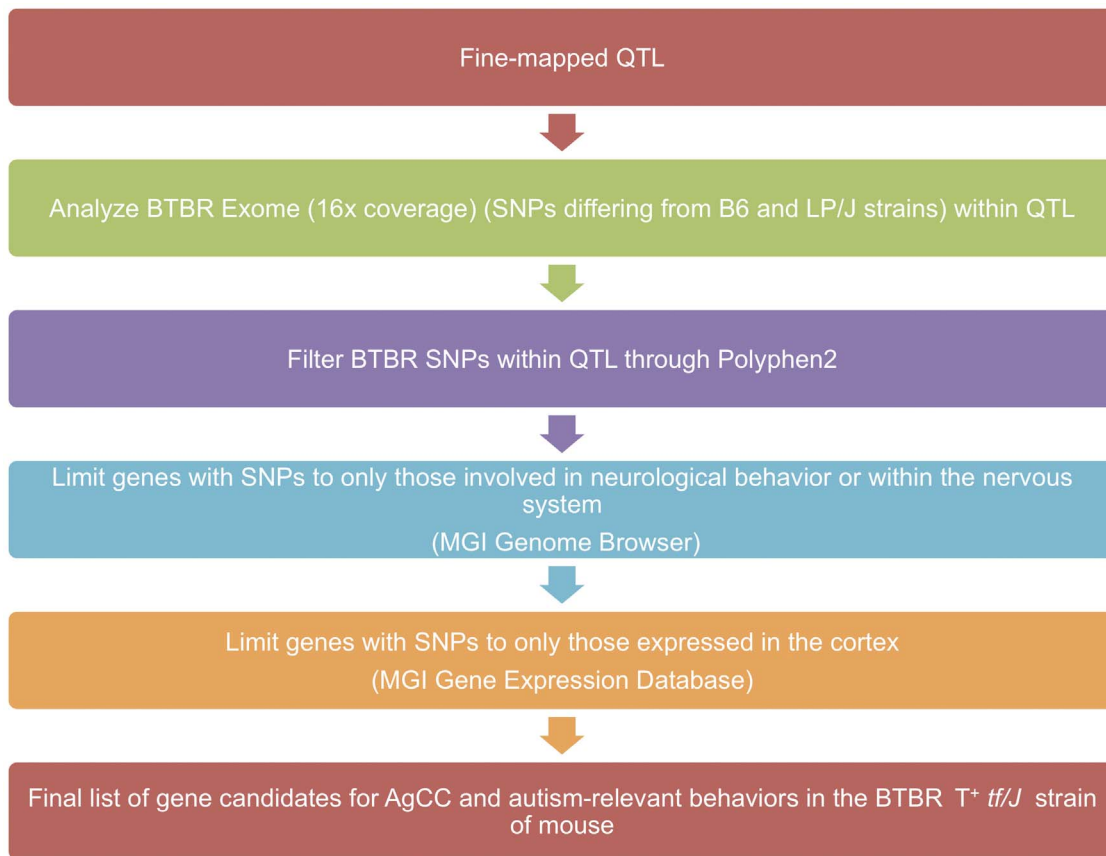 Fine-mapped QTL
Analyze BTBR Exome (16x coverage) (SNPs differing from B6 and LP/J strains) within QTL
Filter BTBR SNPs within QTL through Polyphen2
Limit genes with SNPs to only those involved in neurological behavior or within the nervous
system
(MGI Genome Browser)
Limit genes with SNPs to only those expressed in the cortex
(MGI Gene Expression Database)
Final list of gene candidates for AgCC and autism-relevant behaviors in the BTBR T⁺ tf/J strain
of mouse